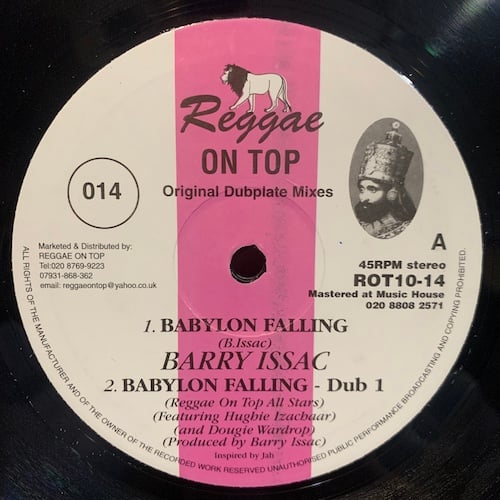 Reggae
ON TOP
Original Dubplate Mixes
014
A
Marketed & Distributed by:
REGGAE ON TOP
Tel:020 8769-9223
07931-868-362
email: reggaeontop@yahoo.co.uk
45RPM stereo
ROT10-14
Mastered at Music House
020 8808 2571
1. BABYLON FALLING
(B.Issac)
BARRY ISSAC
2. BABYLON FALLING - Dub 1
(Reggae On Top All Stars)
(Featuring Hughie Izachaar)
(and Dougie Wardrop)
(Produced by Barry Issac)
Inspired by Jah
ALL RIGHTS OF THE MANUFACTURER AND OF THE OWNER OF THE RECORDED WORK RESERVED UNAUTHORISED PUBLIC PERFORMANCE BROADCASTING AND COPYING PROHIBITED.